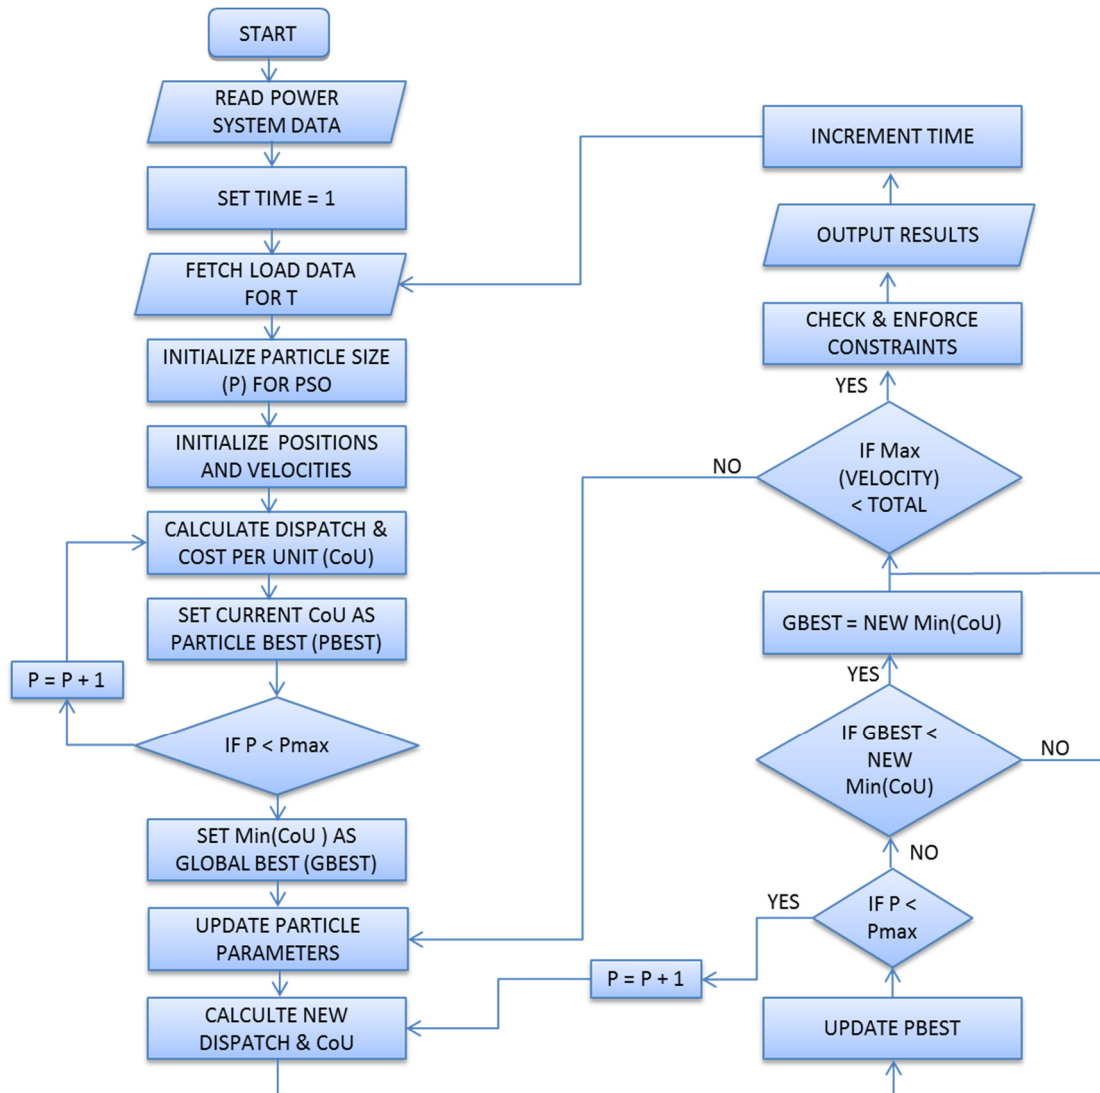 START
READ POWER
SYSTEM DATA
SET TIME = 1
FETCH LOAD DATA
FOR T
INITIALIZE PARTICLE SIZE
(P) FOR PSO
INITIALIZE POSITIONS
AND VELOCITIES
CALCULATE DISPATCH &
COST PER UNIT (CoU)
SET CURRENT CoU AS
PARTICLE BEST (PBEST)
P = P + 1
IF P < Pmax
SET Min(CoU ) AS
GLOBAL BEST (GBEST)
UPDATE PARTICLE
PARAMETERS
CALCULTE NEW
DISPATCH & CoU
INCREMENT TIME
OUTPUT RESULTS
CHECK & ENFORCE
CONSTRAINTS
YES
IF Max
(VELOCITY)
< TOTAL
NO
GBEST = NEW Min(CoU)
YES
IF GBEST <
NEW
Min(CoU)
NO
NO
YES
IF P <
Pmax
P = P + 1
UPDATE PBEST